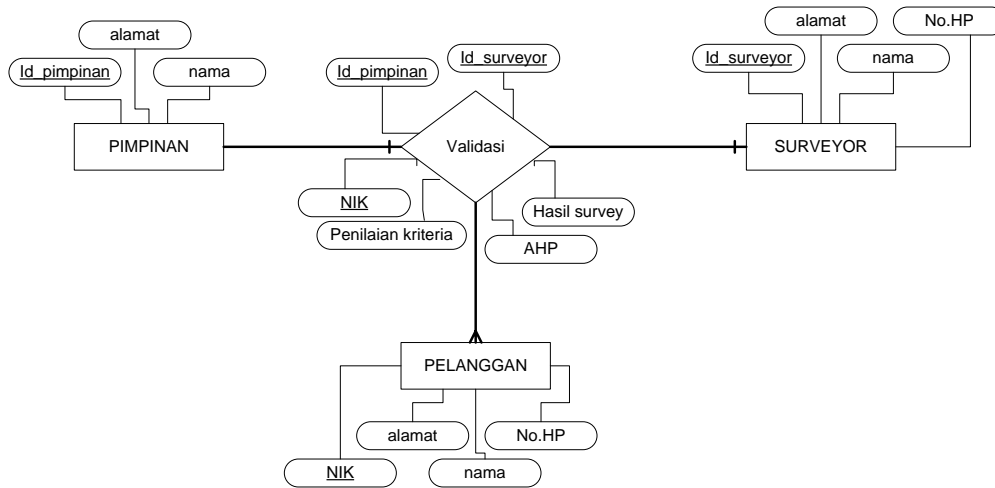 alamat
Id_pimpinan
nama
PIMPINAN
Id_pimpinan
Id_surveyor
Validasi
NIK
Penilaian kriteria
AHP
Hasil survey
alamat
No.HP
Id_surveyor
nama
SURVEYOR
PELANGGAN
alamat
No.HP
NIK
nama